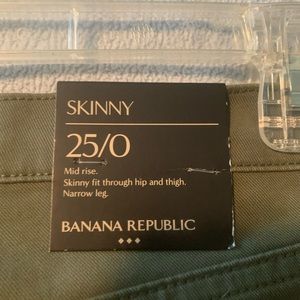 SKINNY
25/0
Mid rise.
Skinny fit through hip and thigh.
Narrow leg.
BANANA REPUBLIC